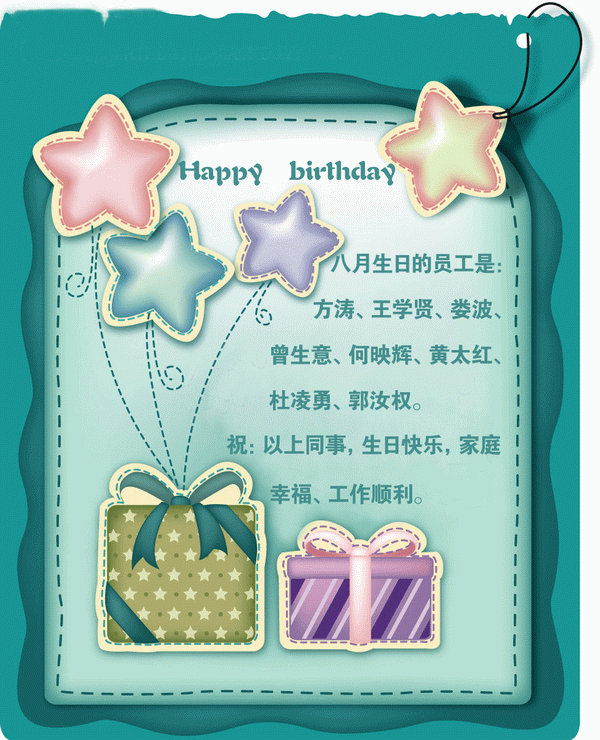 Happy birthday
八月生日的员工是:
方涛、王学贤、娄波、
曾生意、何映辉、黄太红、
杜凌勇、郭汝权。
祝: 以上同事, 生日快乐, 家庭
幸福、工作顺利。